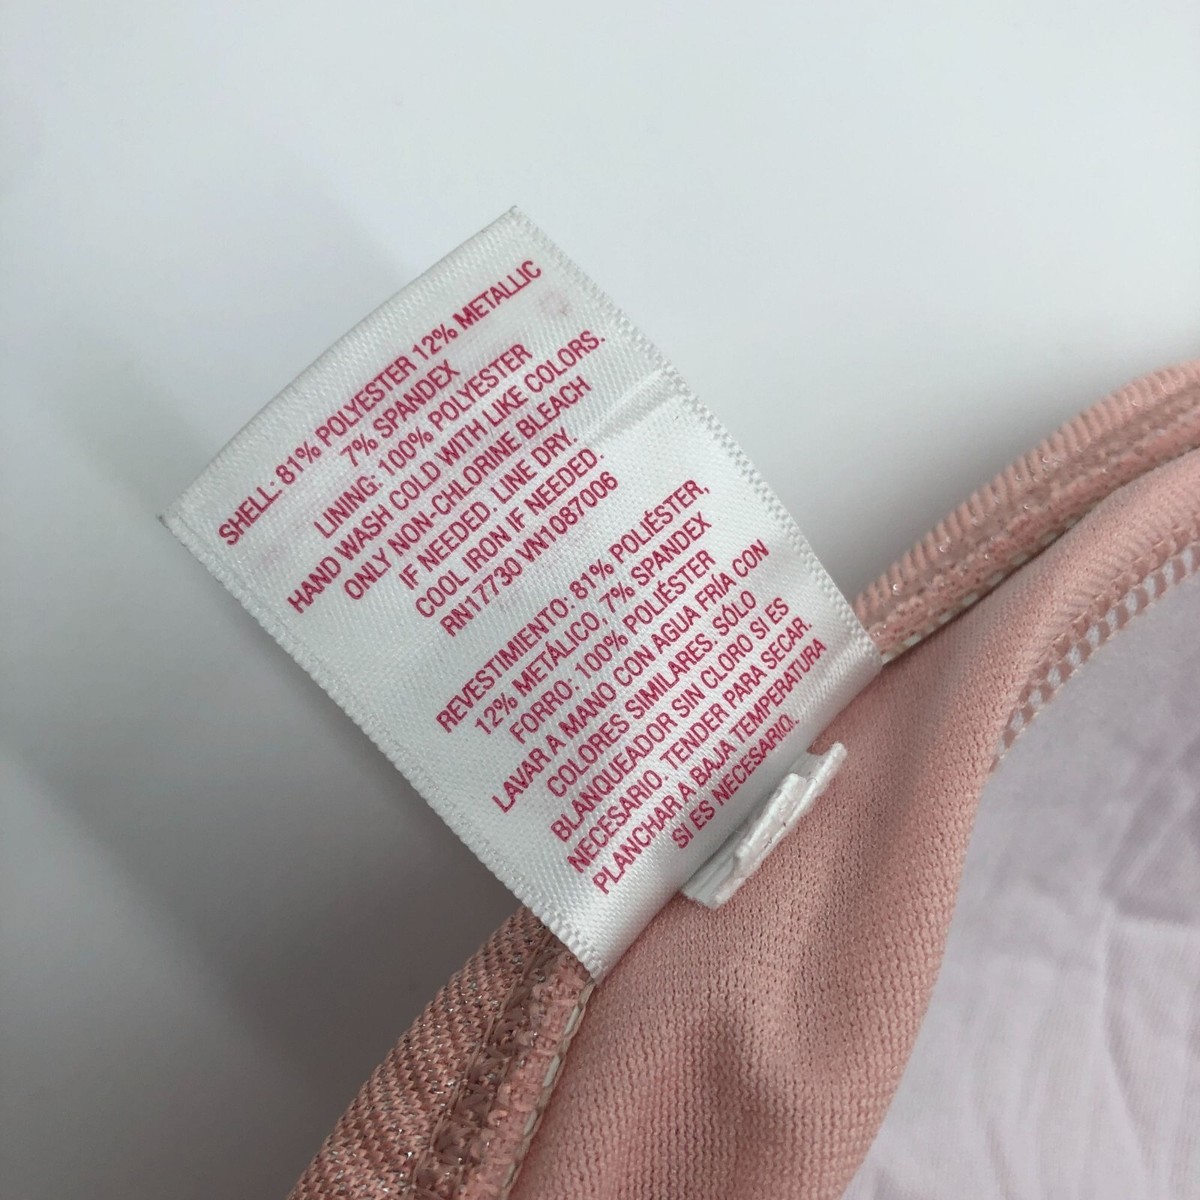 SHELL: 81% POLYESTER 12% METALLIC
7% SPANDEX
LINING: 100% POLYESTER
HAND WASH COLD WITH LIKE COLORS.
ONLY NON-CHLORINE BLEACH
IF NEEDED. LINE DRY.
COOL IRON IF NEEDED.
RN17730 VN1087006
REVESTIMIENTO: 81% POLIÉSTER,
12% METÁLICO, 7% SPANDEX
FORRO: 100% POLIÉSTER
LAVAR A MANO CON AGUA FRÍA CON
COLORES SIMILARES. SÓLO
BLANQUEADOR SIN CLORO SI ES
NECESARIO. TENDER PARA SECAR.
PLANCHAR A BAJA TEMPERATURA
SI ES NECESARIO.